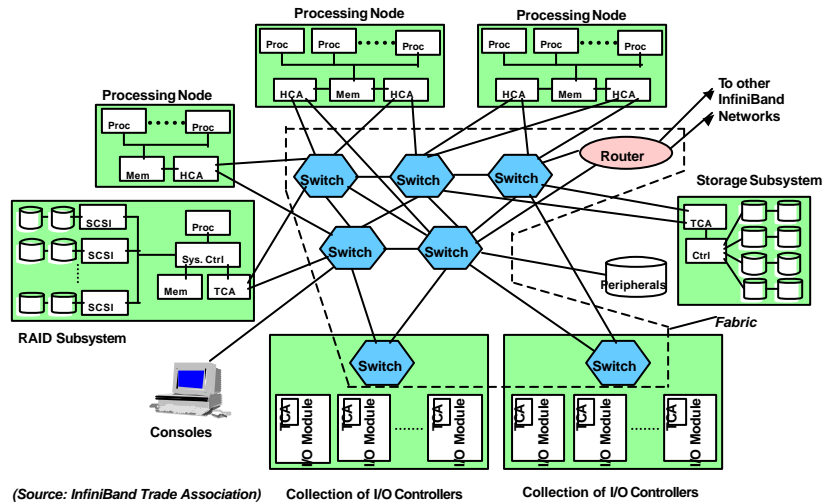 Processing Node
Processing Node
Proc
Proc
Proc
Proc
Proc
Proc
HCA
Mem
HCA
HCA
Mem
HCA
To other
InfiniBand
Networks
Processing Node
Proc
Proc
Mem
HCA
Switch
Switch
Switch
Router
Storage Subsystem
TCA
Ctrl
SCSI
SCSI
SCSI
Proc
Sys. Ctrl
Mem
TCA
Switch
Switch
Peripherals
RAID Subsystem
Fabric
Consoles
Switch
Switch
TCA
I/O Module
TCA
I/O Module
TCA
I/O Module
TCA
I/O Module
TCA
I/O Module
TCA
I/O Module
(Source: InfiniBand Trade Association)
Collection of I/O Controllers
Collection of I/O Controllers